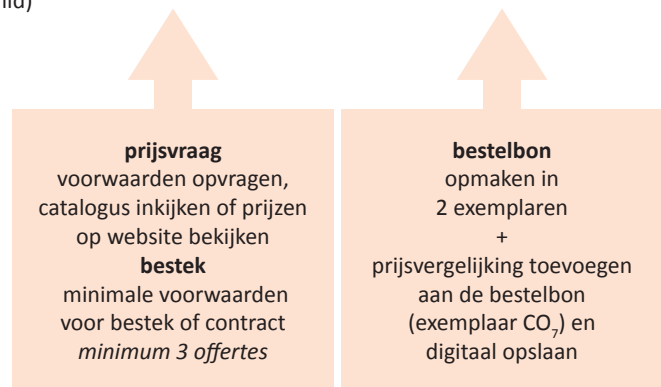 nid)
prijsvraag
voorwaarden opvragen,
catalogus inkijken of prijzen
op website bekijken
bestek
minimale voorwaarden
voor bestek of contract
minimum 3 offertes
bestelbon
opmaken in
2 exemplaren
+
prijsvergelijking toevoegen
aan de bestelbon
(exemplaar CO₇) en
digitaal opslaan